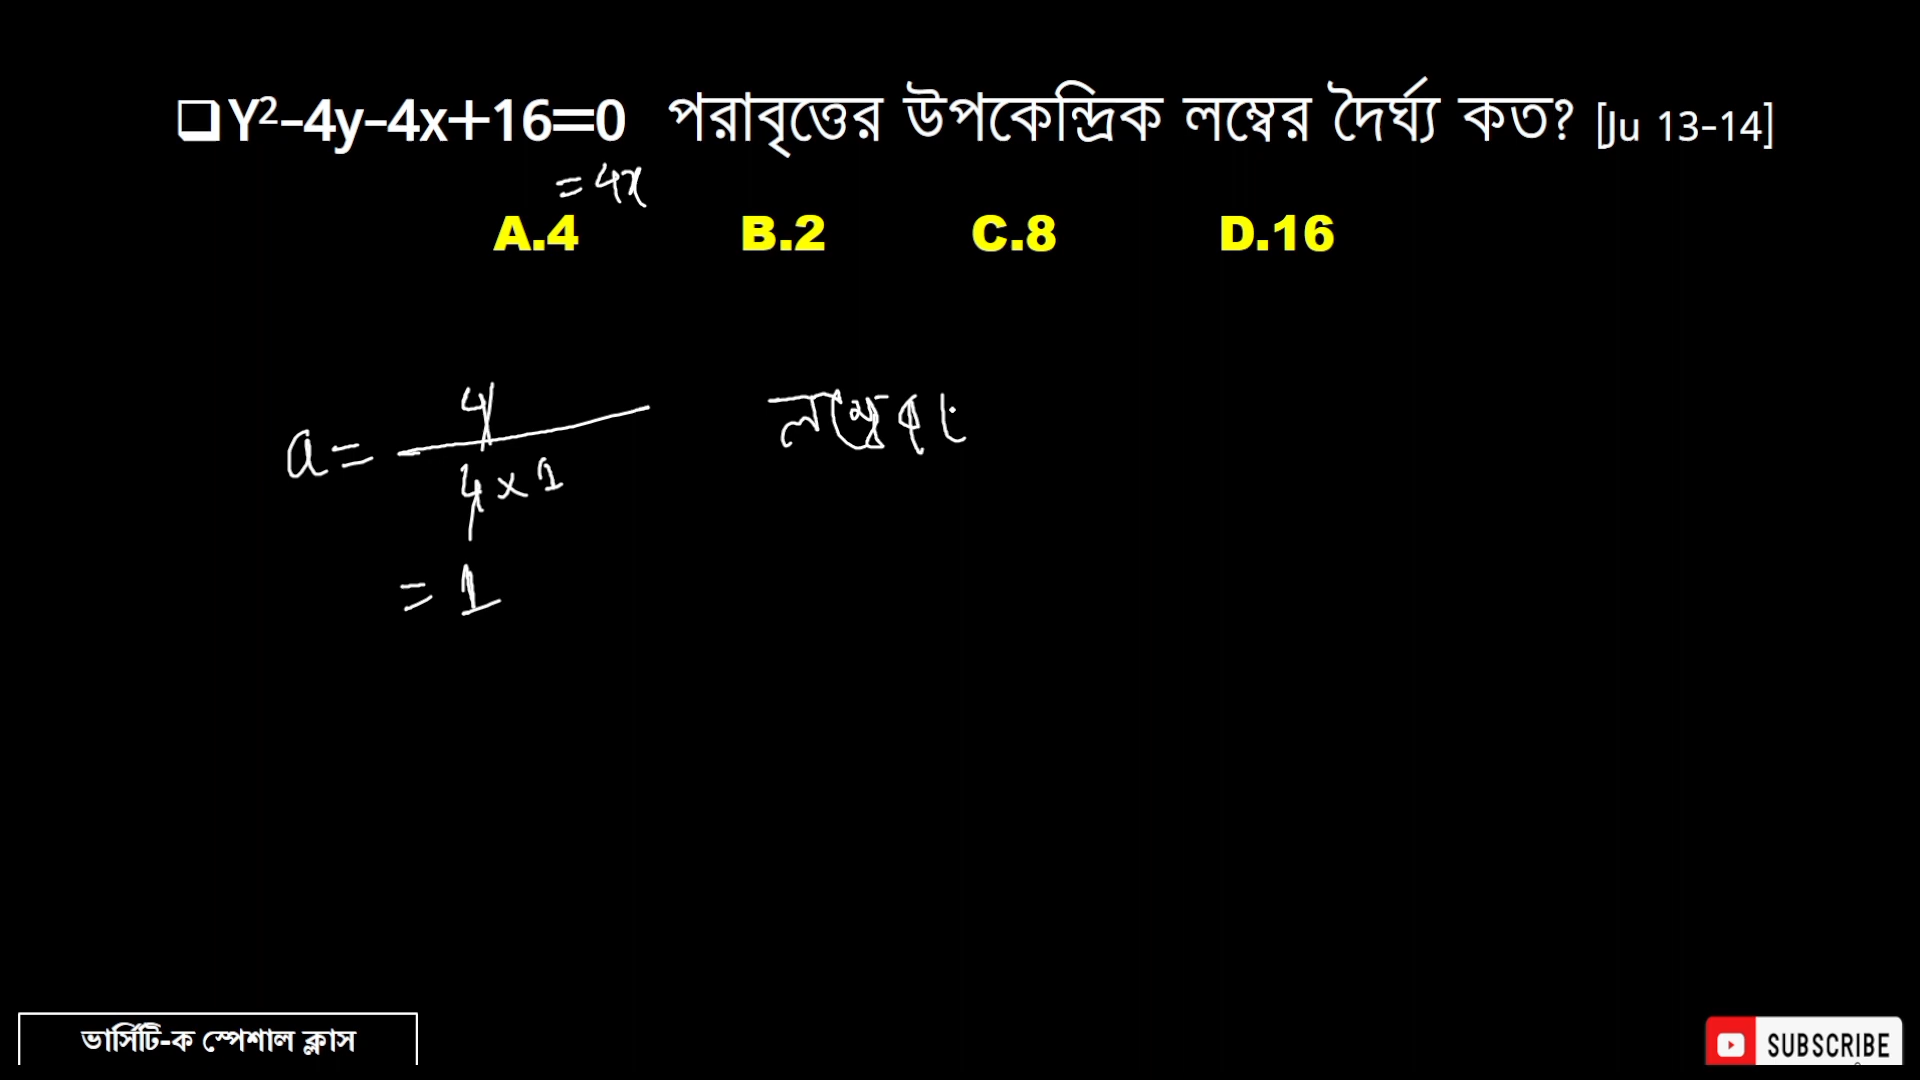 ❑Y²–4y–4x+16=0 পরাবৃত্তের উপকেন্দ্রিক লম্বের দৈর্ঘ্য কত? [Ju 13–14]
= 4x
A.4 B.2 C.8 D.16
a = 4
4 × 1
= 1
ভার্সিটি-ক স্পেশাল ক্লাস
SUBSCRIBE